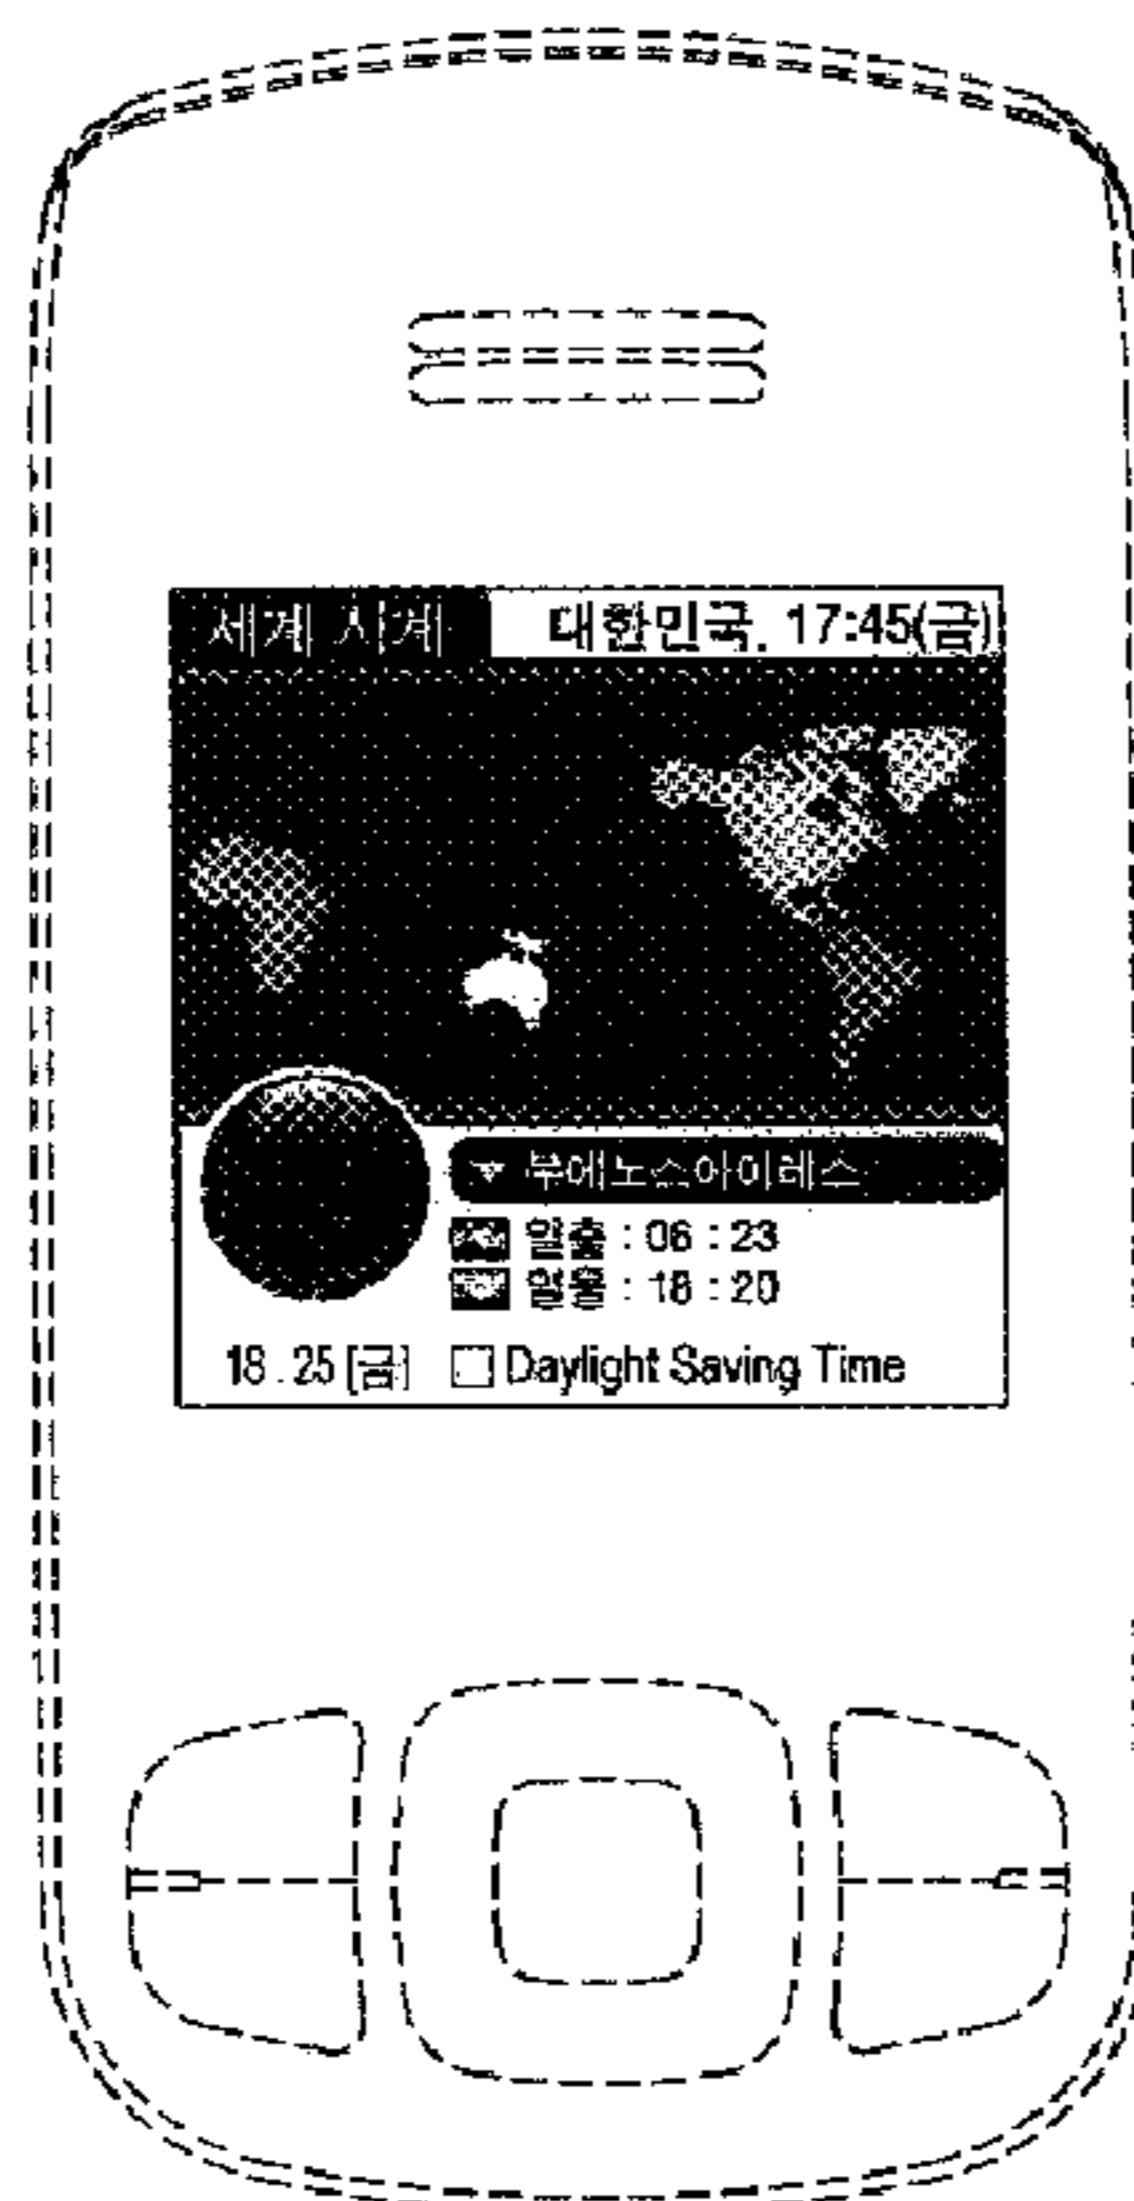 세계 시계
대한민국. 17:45(금)
부에노스아이레스
일출 : 06 : 23
일몰 : 18 : 20
18 . 25 [금]
Daylight Saving Time